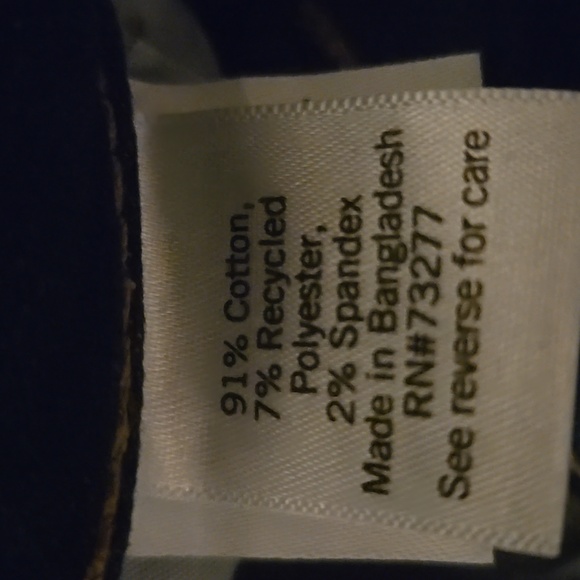 91% Cotton,
7% Recycled
Polyester,
2% Spandex
Made in Bangladesh
RN#73277
See reverse for care